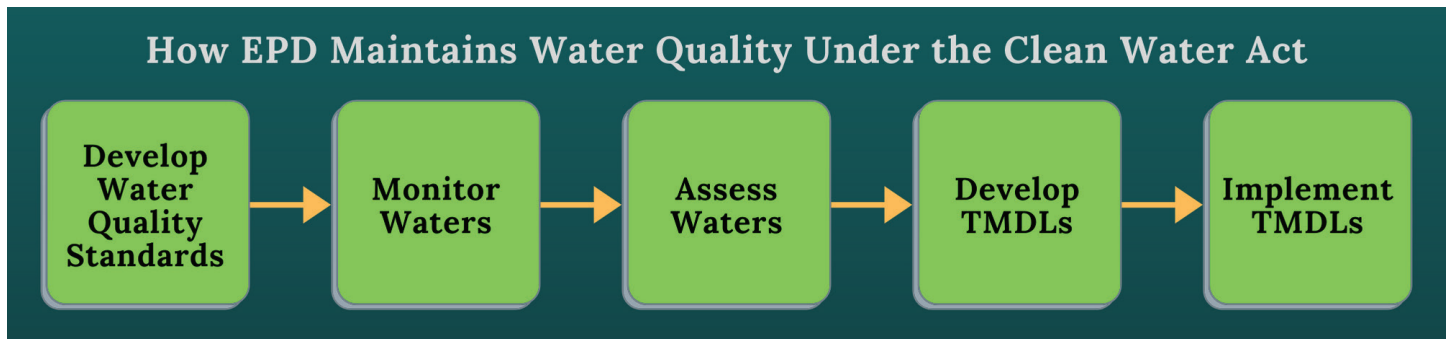 How EPD Maintains Water Quality Under the Clean Water Act
Develop
Water
Quality
Standards
Monitor
Waters
Assess
Waters
Develop
TMDLs
Implement
TMDLs